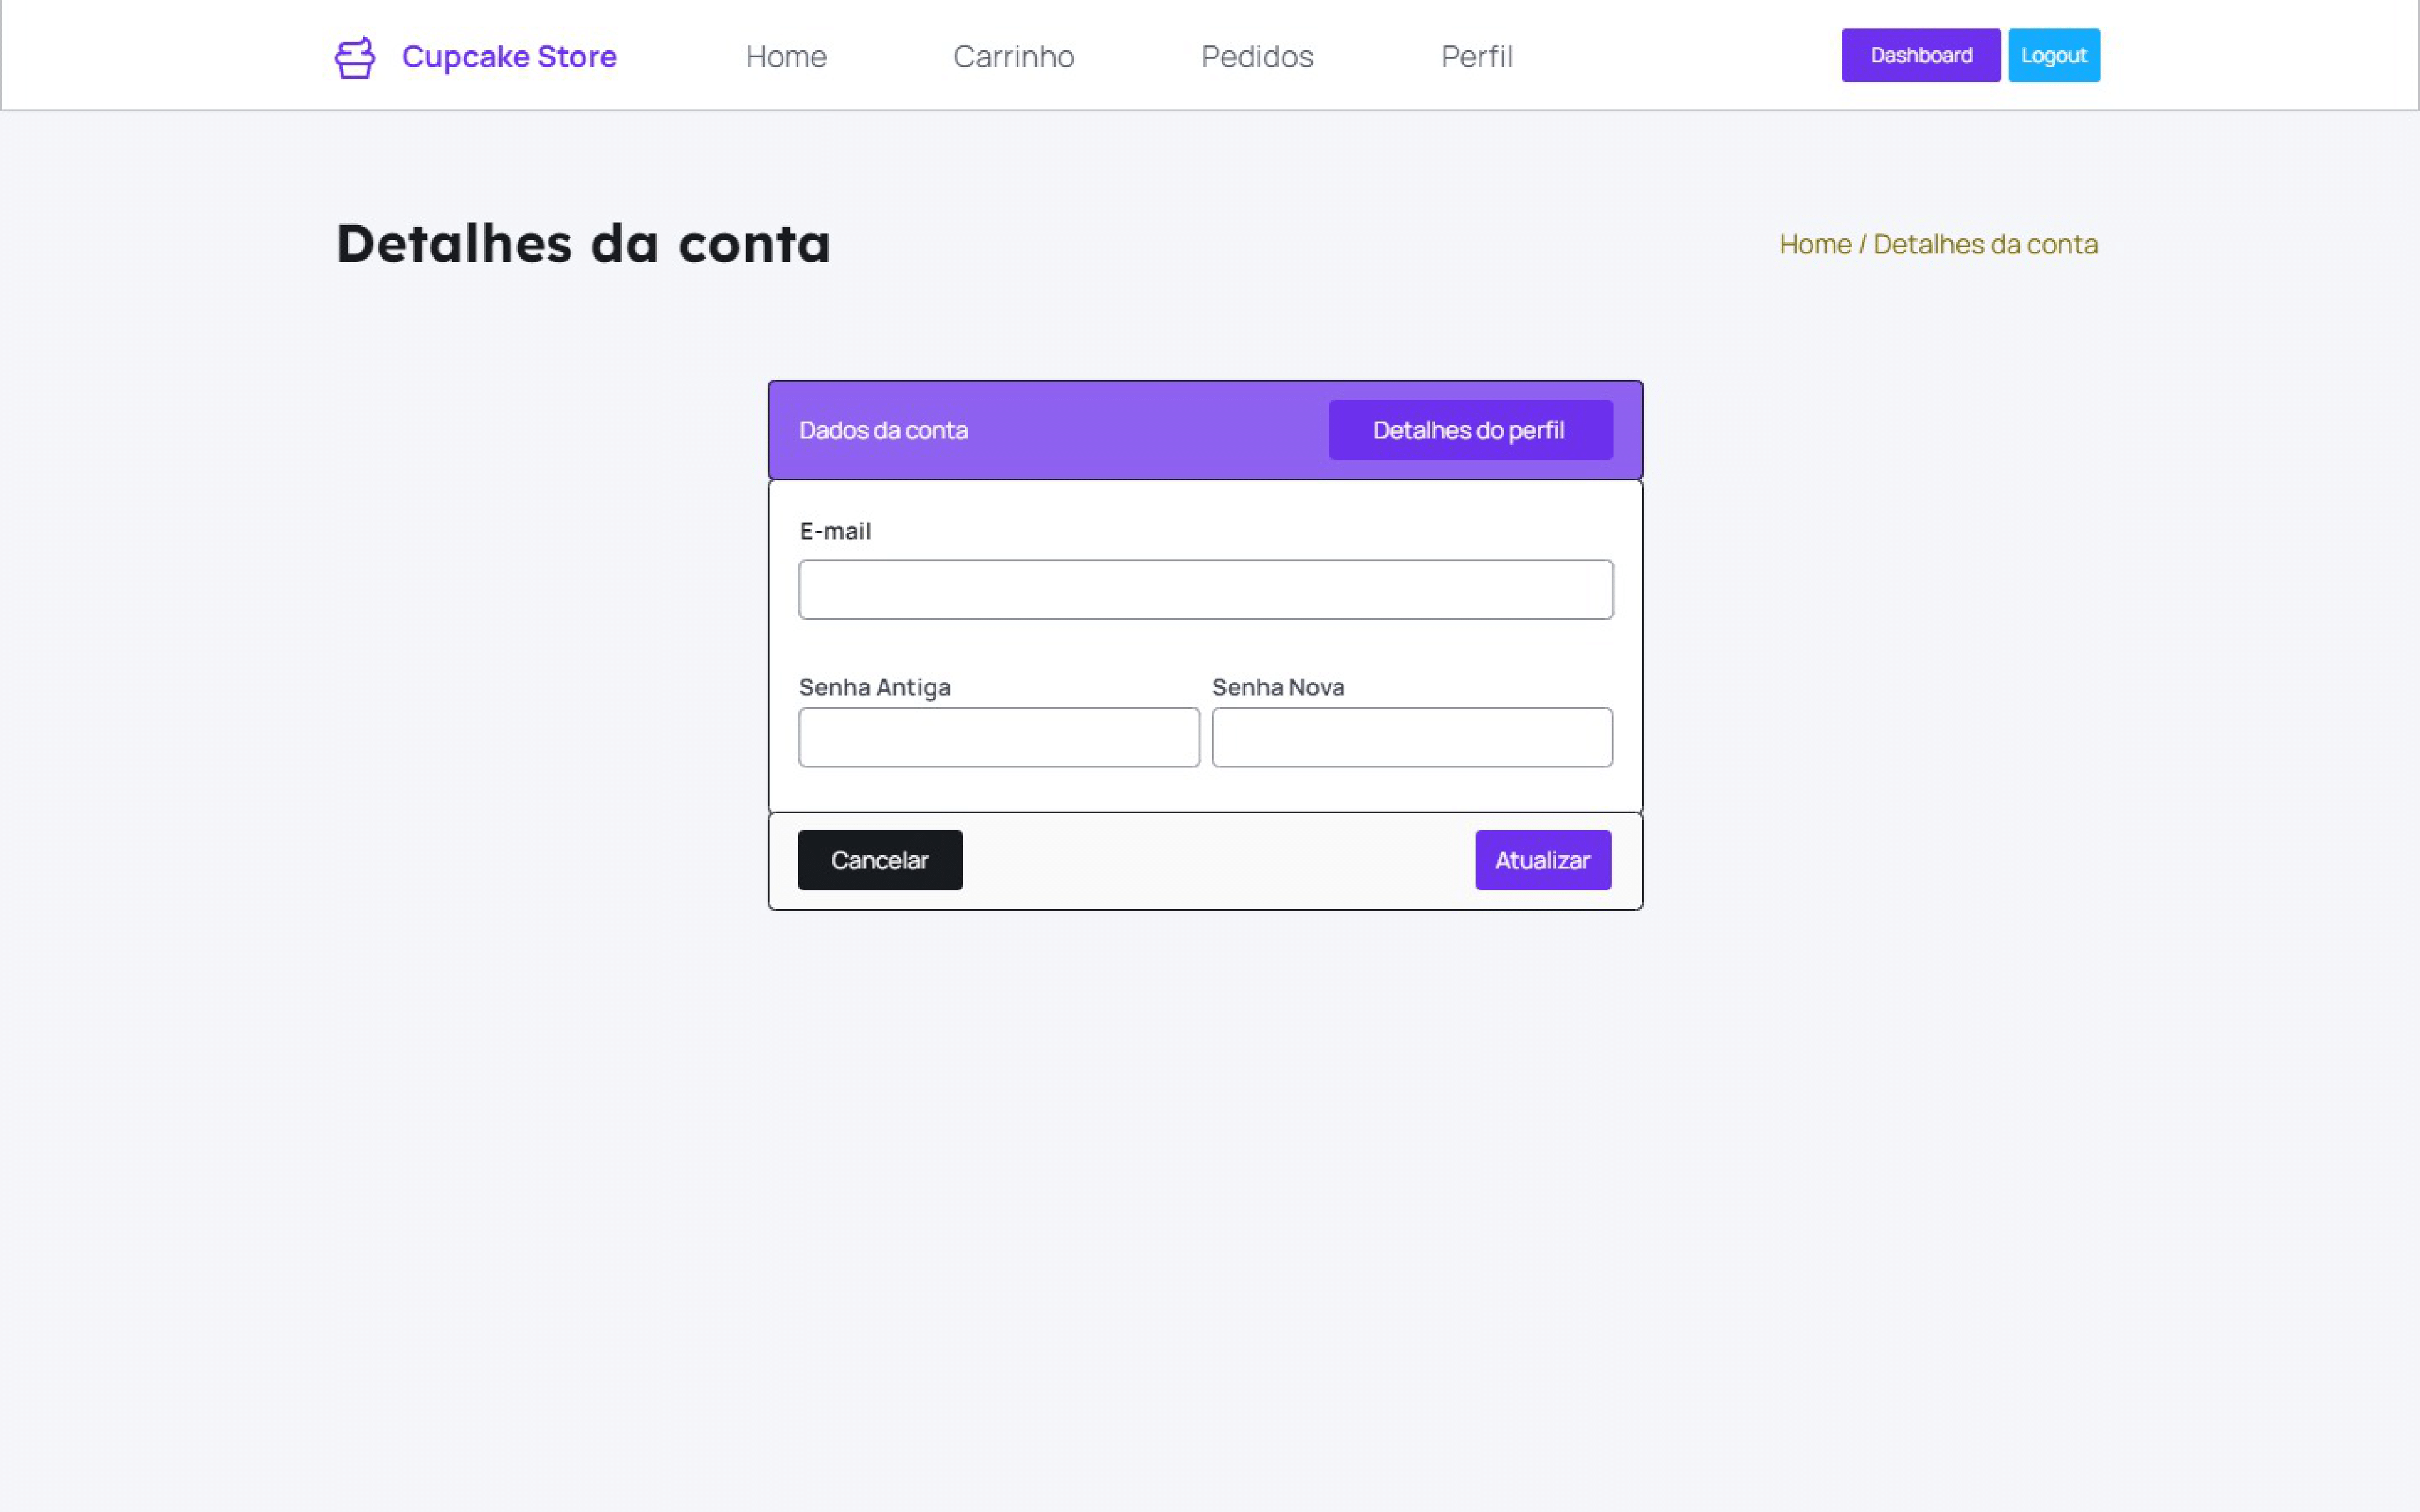 Cupcake Store Home Carrinho Pedidos Perfil Dashboard Logout
Detalhes da conta Home / Detalhes da conta
Dados da conta Detalhes do perfil
E-mail
Senha Antiga Senha Nova
Cancelar Atualizar